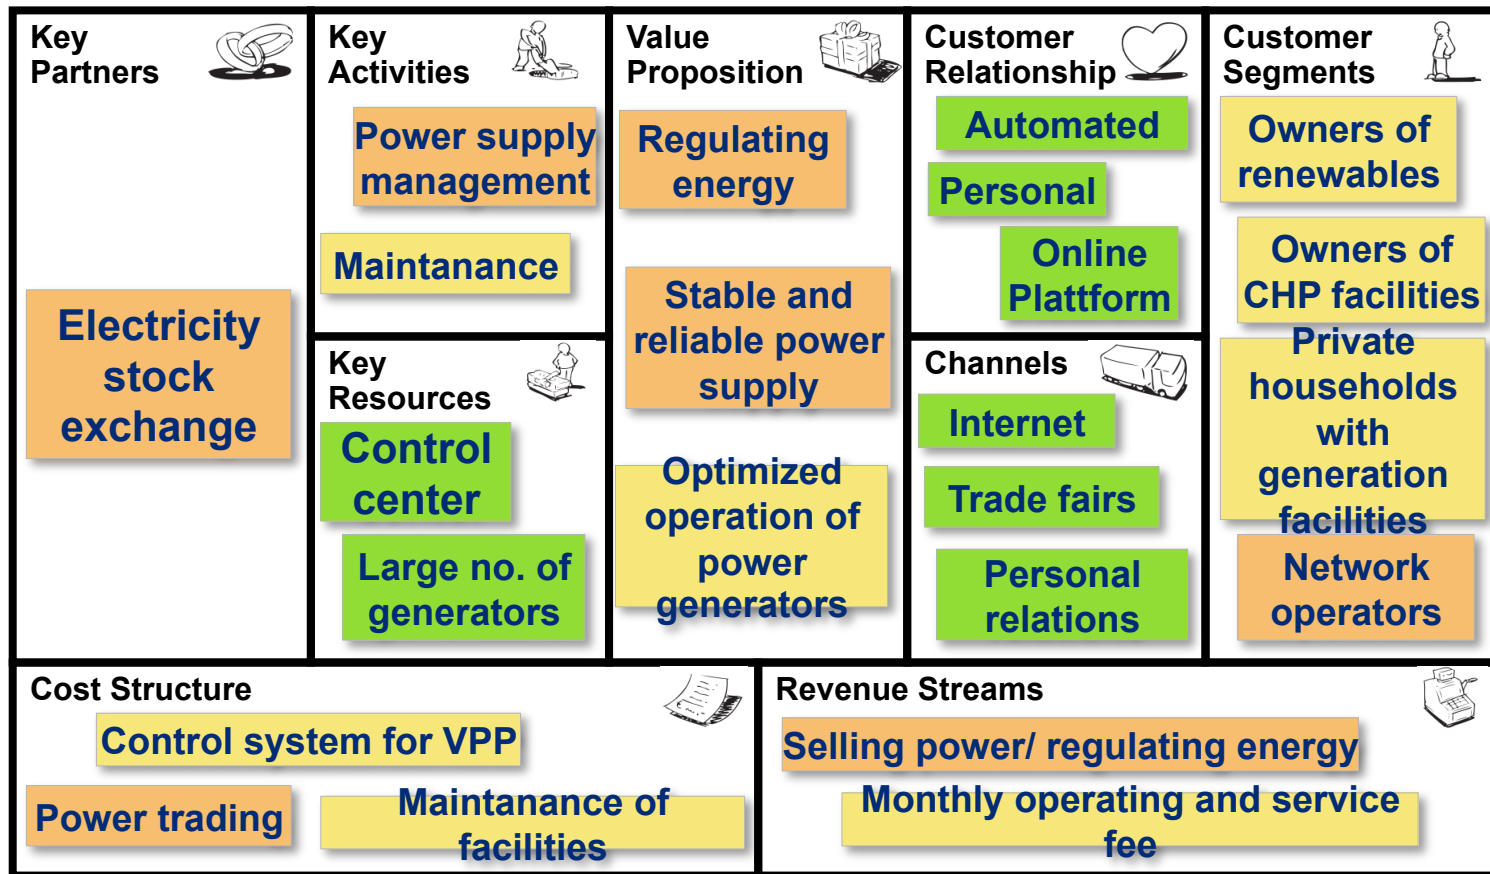 Key
Partners
Electricity
stock
exchange
Key
Activities
Power supply
management
Maintanance
Key
Resources
Control
center
Large no. of
generators
Value
Proposition
Regulating
energy
Stable and
reliable power
supply
Optimized
operation of
power
generators
Customer
Relationship
Automated
Personal
Online
Plattform
Channels
Internet
Trade fairs
Personal
relations
Customer
Segments
Owners of
renewables
Owners of
CHP facilities
Private
households
with
generation
facilities
Network
operators
Cost Structure
Control system for VPP
Power trading
Maintanance of
facilities
Revenue Streams
Selling power/ regulating energy
Monthly operating and service
fee